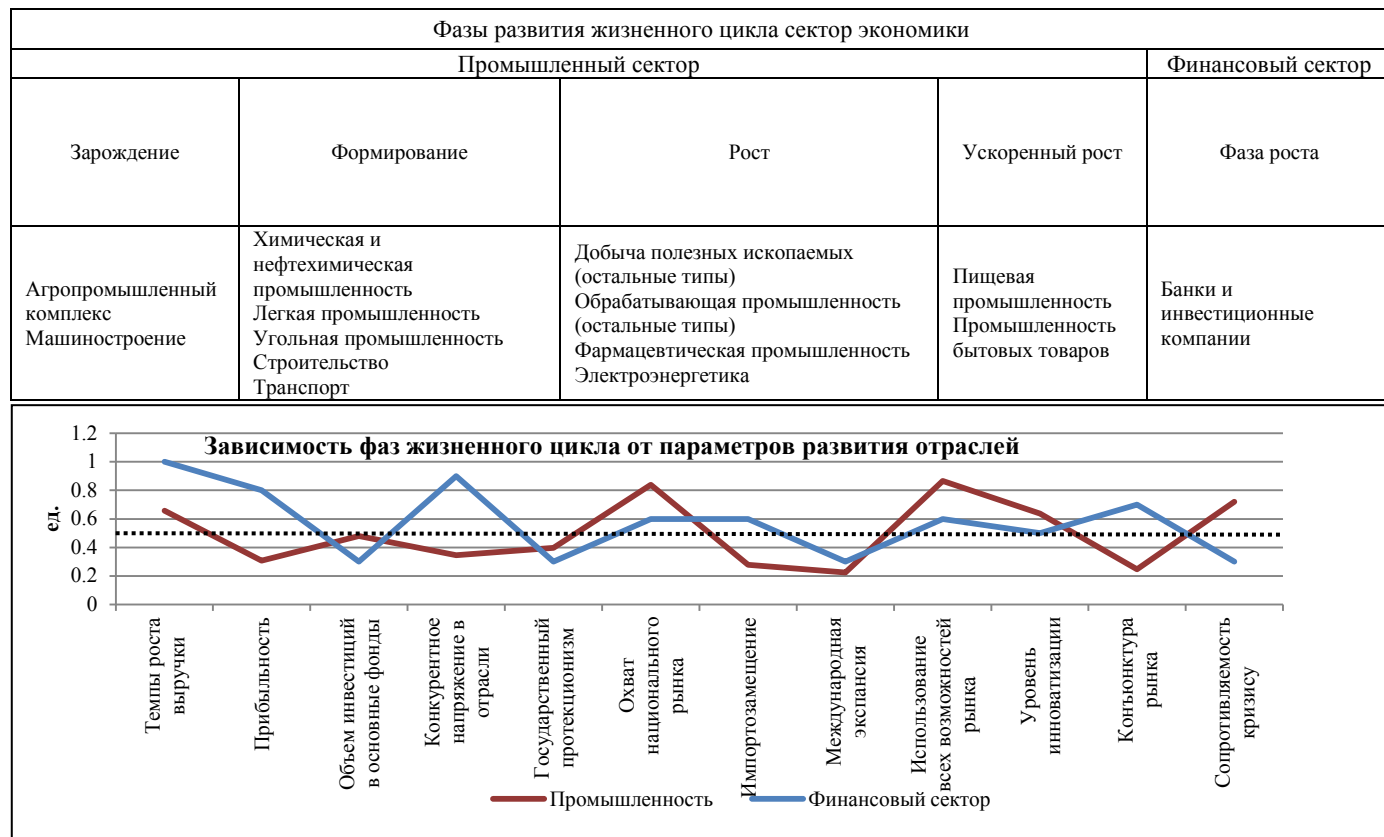 Фазы развития жизненного цикла сектор экономики
Промышленный сектор
Финансовый сектор
Зарождение
Формирование
Рост
Ускоренный рост
Фаза роста
Агропромышленный
комплекс
Машиностроение
Химическая и
нефтехимическая
промышленность
Легкая промышленность
Угольная промышленность
Строительство
Транспорт
Добыча полезных ископаемых
(остальные типы)
Обрабатывающая промышленность
(остальные типы)
Фармацевтическая промышленность
Электроэнергетика
Пищевая
промышленность
Промышленность
бытовых товаров
Банки и
инвестиционные
компании
Зависимость фаз жизненного цикла от параметров развития отраслей
ед.
1.2
1
0.8
0.6
0.4
0.2
0
Темпы роста
выручки
Прибыльность
Объем инвестиций
в основные фонды
Конкурентное
напряжение в
отрасли
Государственный
протекционизм
Охват
национального
рынка
Импортозамещение
Международная
экспансия
Использование
всех возможностей
рынка
Уровень
инноватизации
Конъюнктура
рынка
Сопротивляемость
кризису
Промышленность
Финансовый сектор